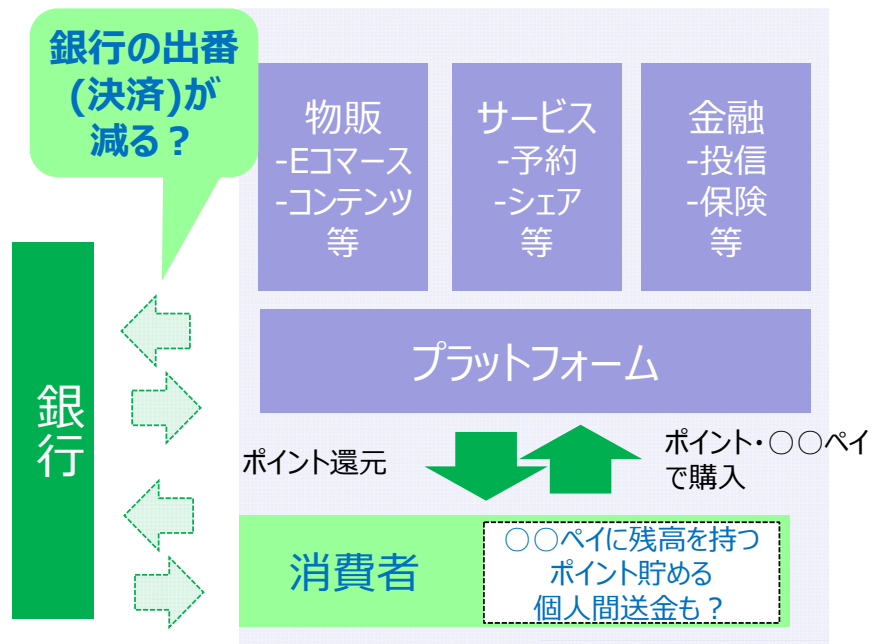 銀行の出番
(決済)が
減る？
物販
-Eコマース
-コンテンツ
等
サービス
-予約
-シェア
等
金融
-投信
-保険
等
プラットフォーム
銀
行
ポイント還元
ポイント・○○ペイ
で購入
消費者
○○ペイに残高を持つ
ポイント貯める
個人間送金も？